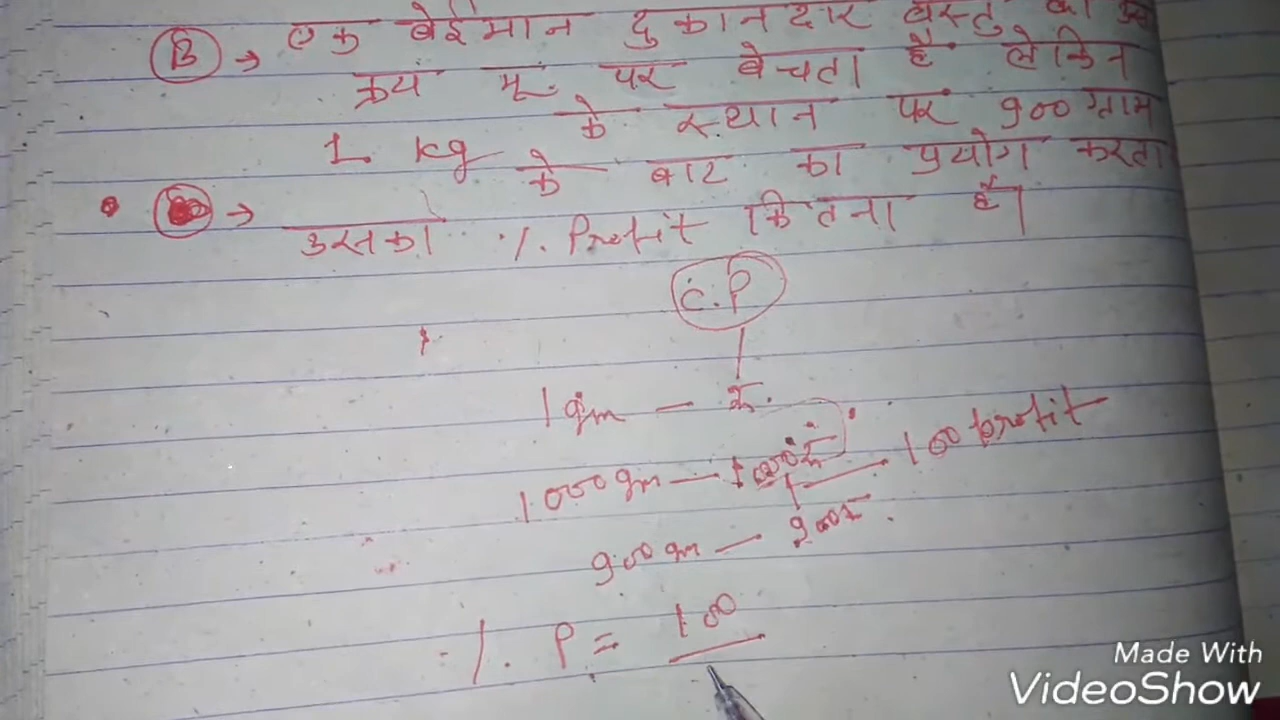 B → एक बेईमान दुकानदार वस्तु को
क्रय मू. पर बेचता है लेकिन
1 kg के स्थान पर 900 ग्राम
के बाट का प्रयोग करता
→ उसका %. Profit कितना है।
C.P
1 gm — रु.
1000 gm — 1000 रु — 100 profit
900 gm — 900 रु.
%. P = 100
Made With
VideoShow